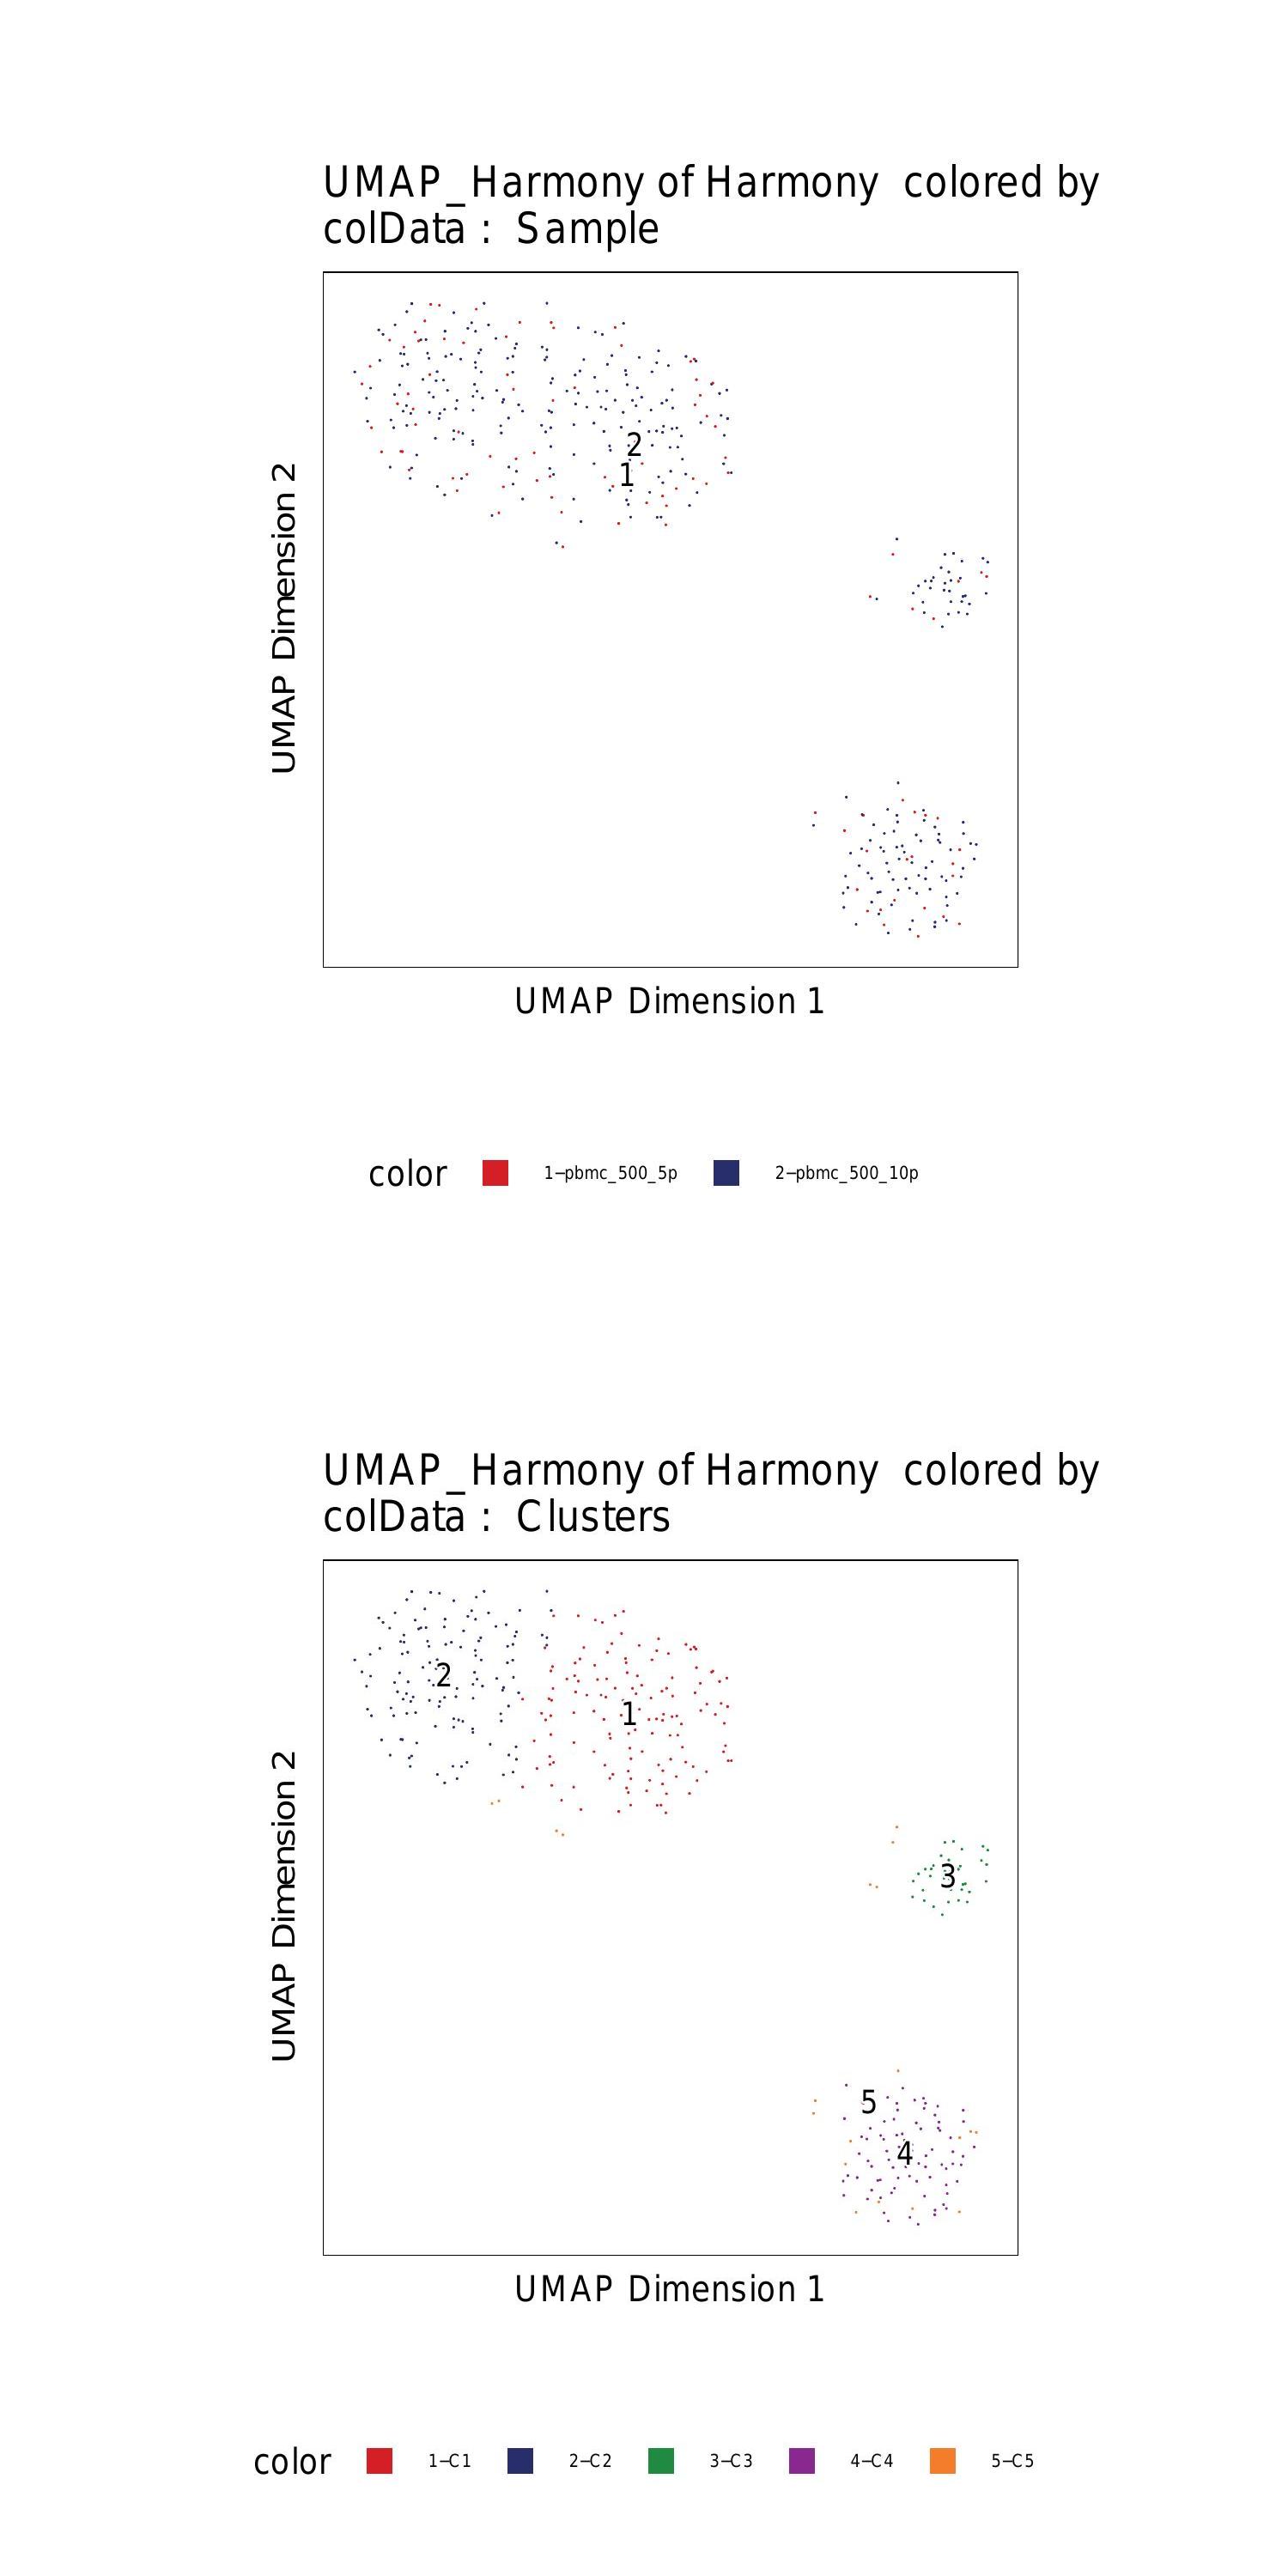 UMAP_Harmony of Harmony colored by
colData : Sample
UMAP Dimension 2
2
1
UMAP Dimension 1
color 1−pbmc_500_5p 2−pbmc_500_10p
UMAP_Harmony of Harmony colored by
colData : Clusters
UMAP Dimension 2
2
1
3
5
4
UMAP Dimension 1
color 1−C1 2−C2 3−C3 4−C4 5−C5